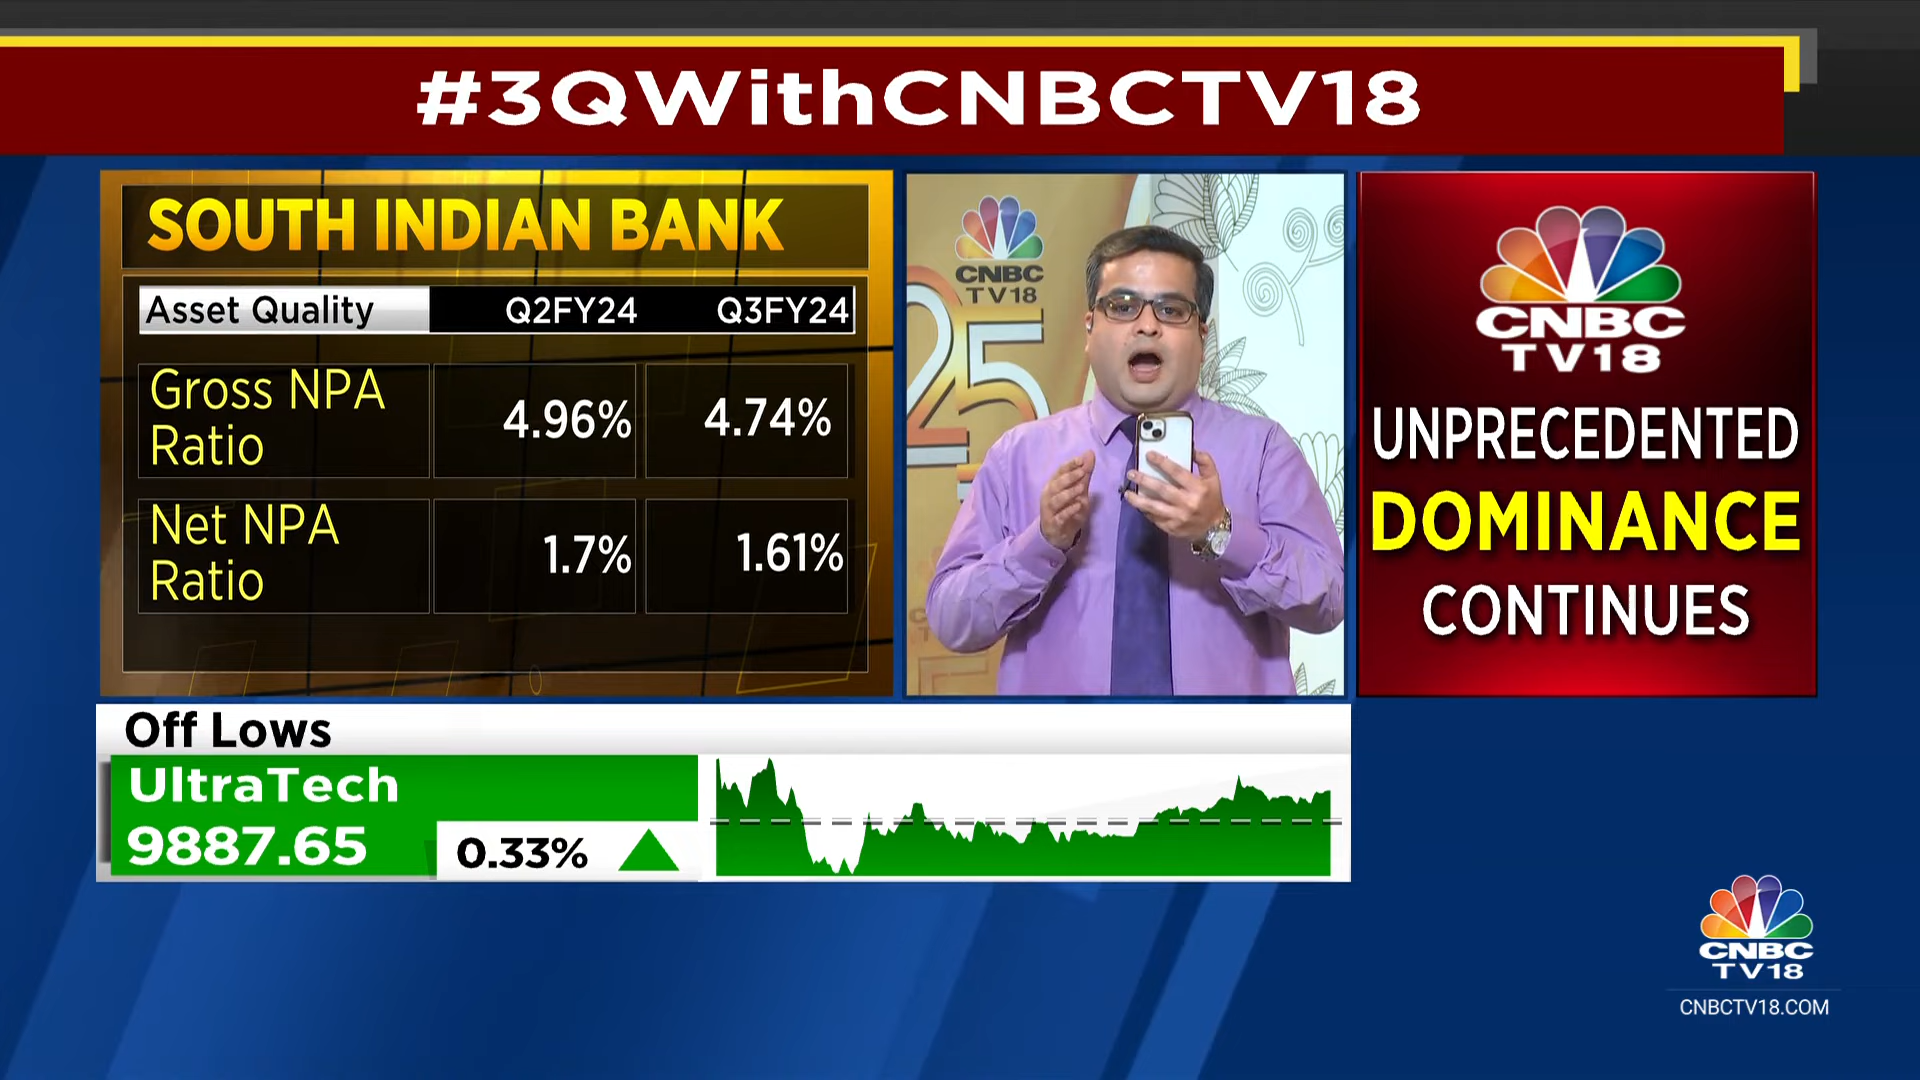 #3QWithCNBCTV18
SOUTH INDIAN BANK
Asset Quality Q2FY24 Q3FY24
Gross NPA
Ratio
4.96% 4.74%
Net NPA
Ratio
1.7% 1.61%
25
CNBC
TV18
CNBC
TV18
UNPRECEDENTED
DOMINANCE
CONTINUES
Off Lows
UltraTech
9887.65
0.33%
CNBC
TV18
CNBCTV18.COM